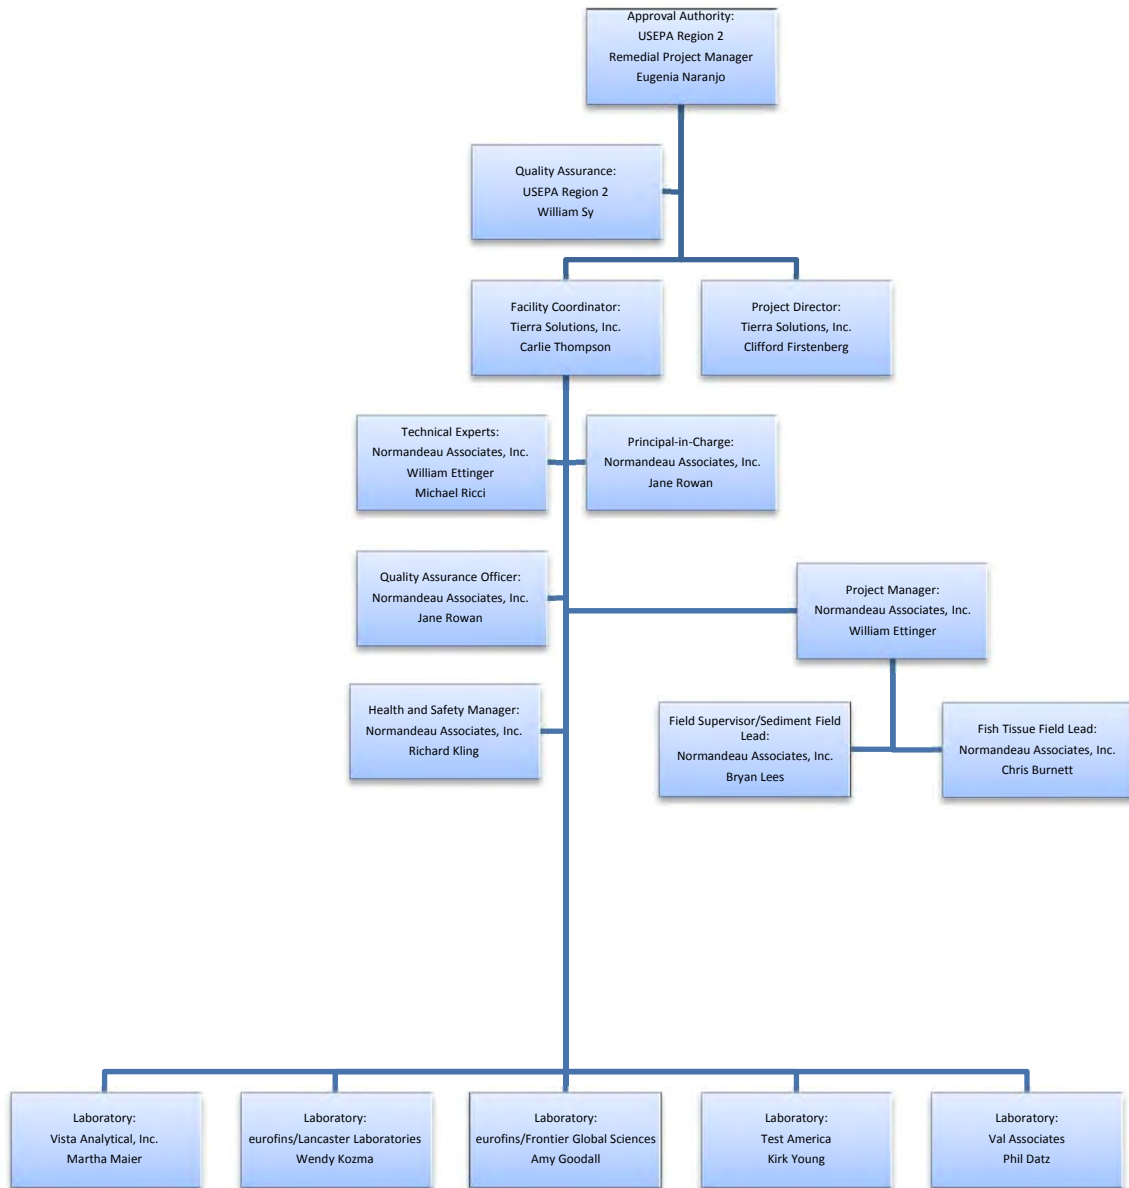 Approval Authority:
USEPA Region 2
Remedial Project Manager
Eugenia Naranjo
Quality Assurance:
USEPA Region 2
William Sy
Facility Coordinator:
Tierra Solutions, Inc.
Carlie Thompson
Project Director:
Tierra Solutions, Inc.
Clifford Firstenberg
Technical Experts:
Normandeau Associates, Inc.
William Ettinger
Michael Ricci
Principal-in-Charge:
Normandeau Associates, Inc.
Jane Rowan
Quality Assurance Officer:
Normandeau Associates, Inc.
Jane Rowan
Project Manager:
Normandeau Associates, Inc.
William Ettinger
Health and Safety Manager:
Normandeau Associates, Inc.
Richard Kling
Field Supervisor/Sediment Field
Lead:
Normandeau Associates, Inc.
Bryan Lees
Fish Tissue Field Lead:
Normandeau Associates, Inc.
Chris Burnett
Laboratory:
Vista Analytical, Inc.
Martha Maier
Laboratory:
eurofins/Lancaster Laboratories
Wendy Kozma
Laboratory:
eurofins/Frontier Global Sciences
Amy Goodall
Laboratory:
Test America
Kirk Young
Laboratory:
Val Associates
Phil Datz